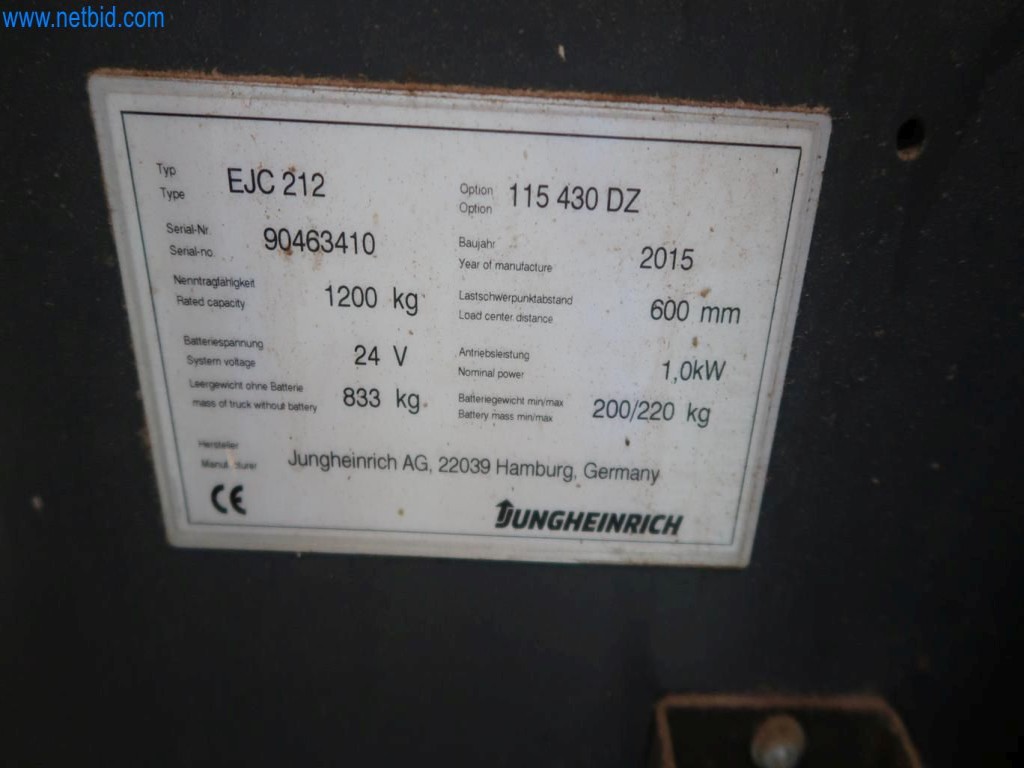 www.netbid.com
Typ
Type
EJC 212
Option
Option
115 430 DZ
Serial-Nr.
Serial-no.
90463410
Baujahr
Year of manufacture
2015
Nenntragfähigkeit
Rated capacity
1200 kg
Lastschwerpunktabstand
Load center distance
600 mm
Batteriespannung
System voltage
24 V
Antriebsleistung
Nominal power
1,0kW
Leergewicht ohne Batterie
mass of truck without battery
833 kg
Batteriegewicht min/max
Battery mass min/max
200/220 kg
Hersteller
Manufacturer
Jungheinrich AG, 22039 Hamburg, Germany
CE
JUNGHEINRICH